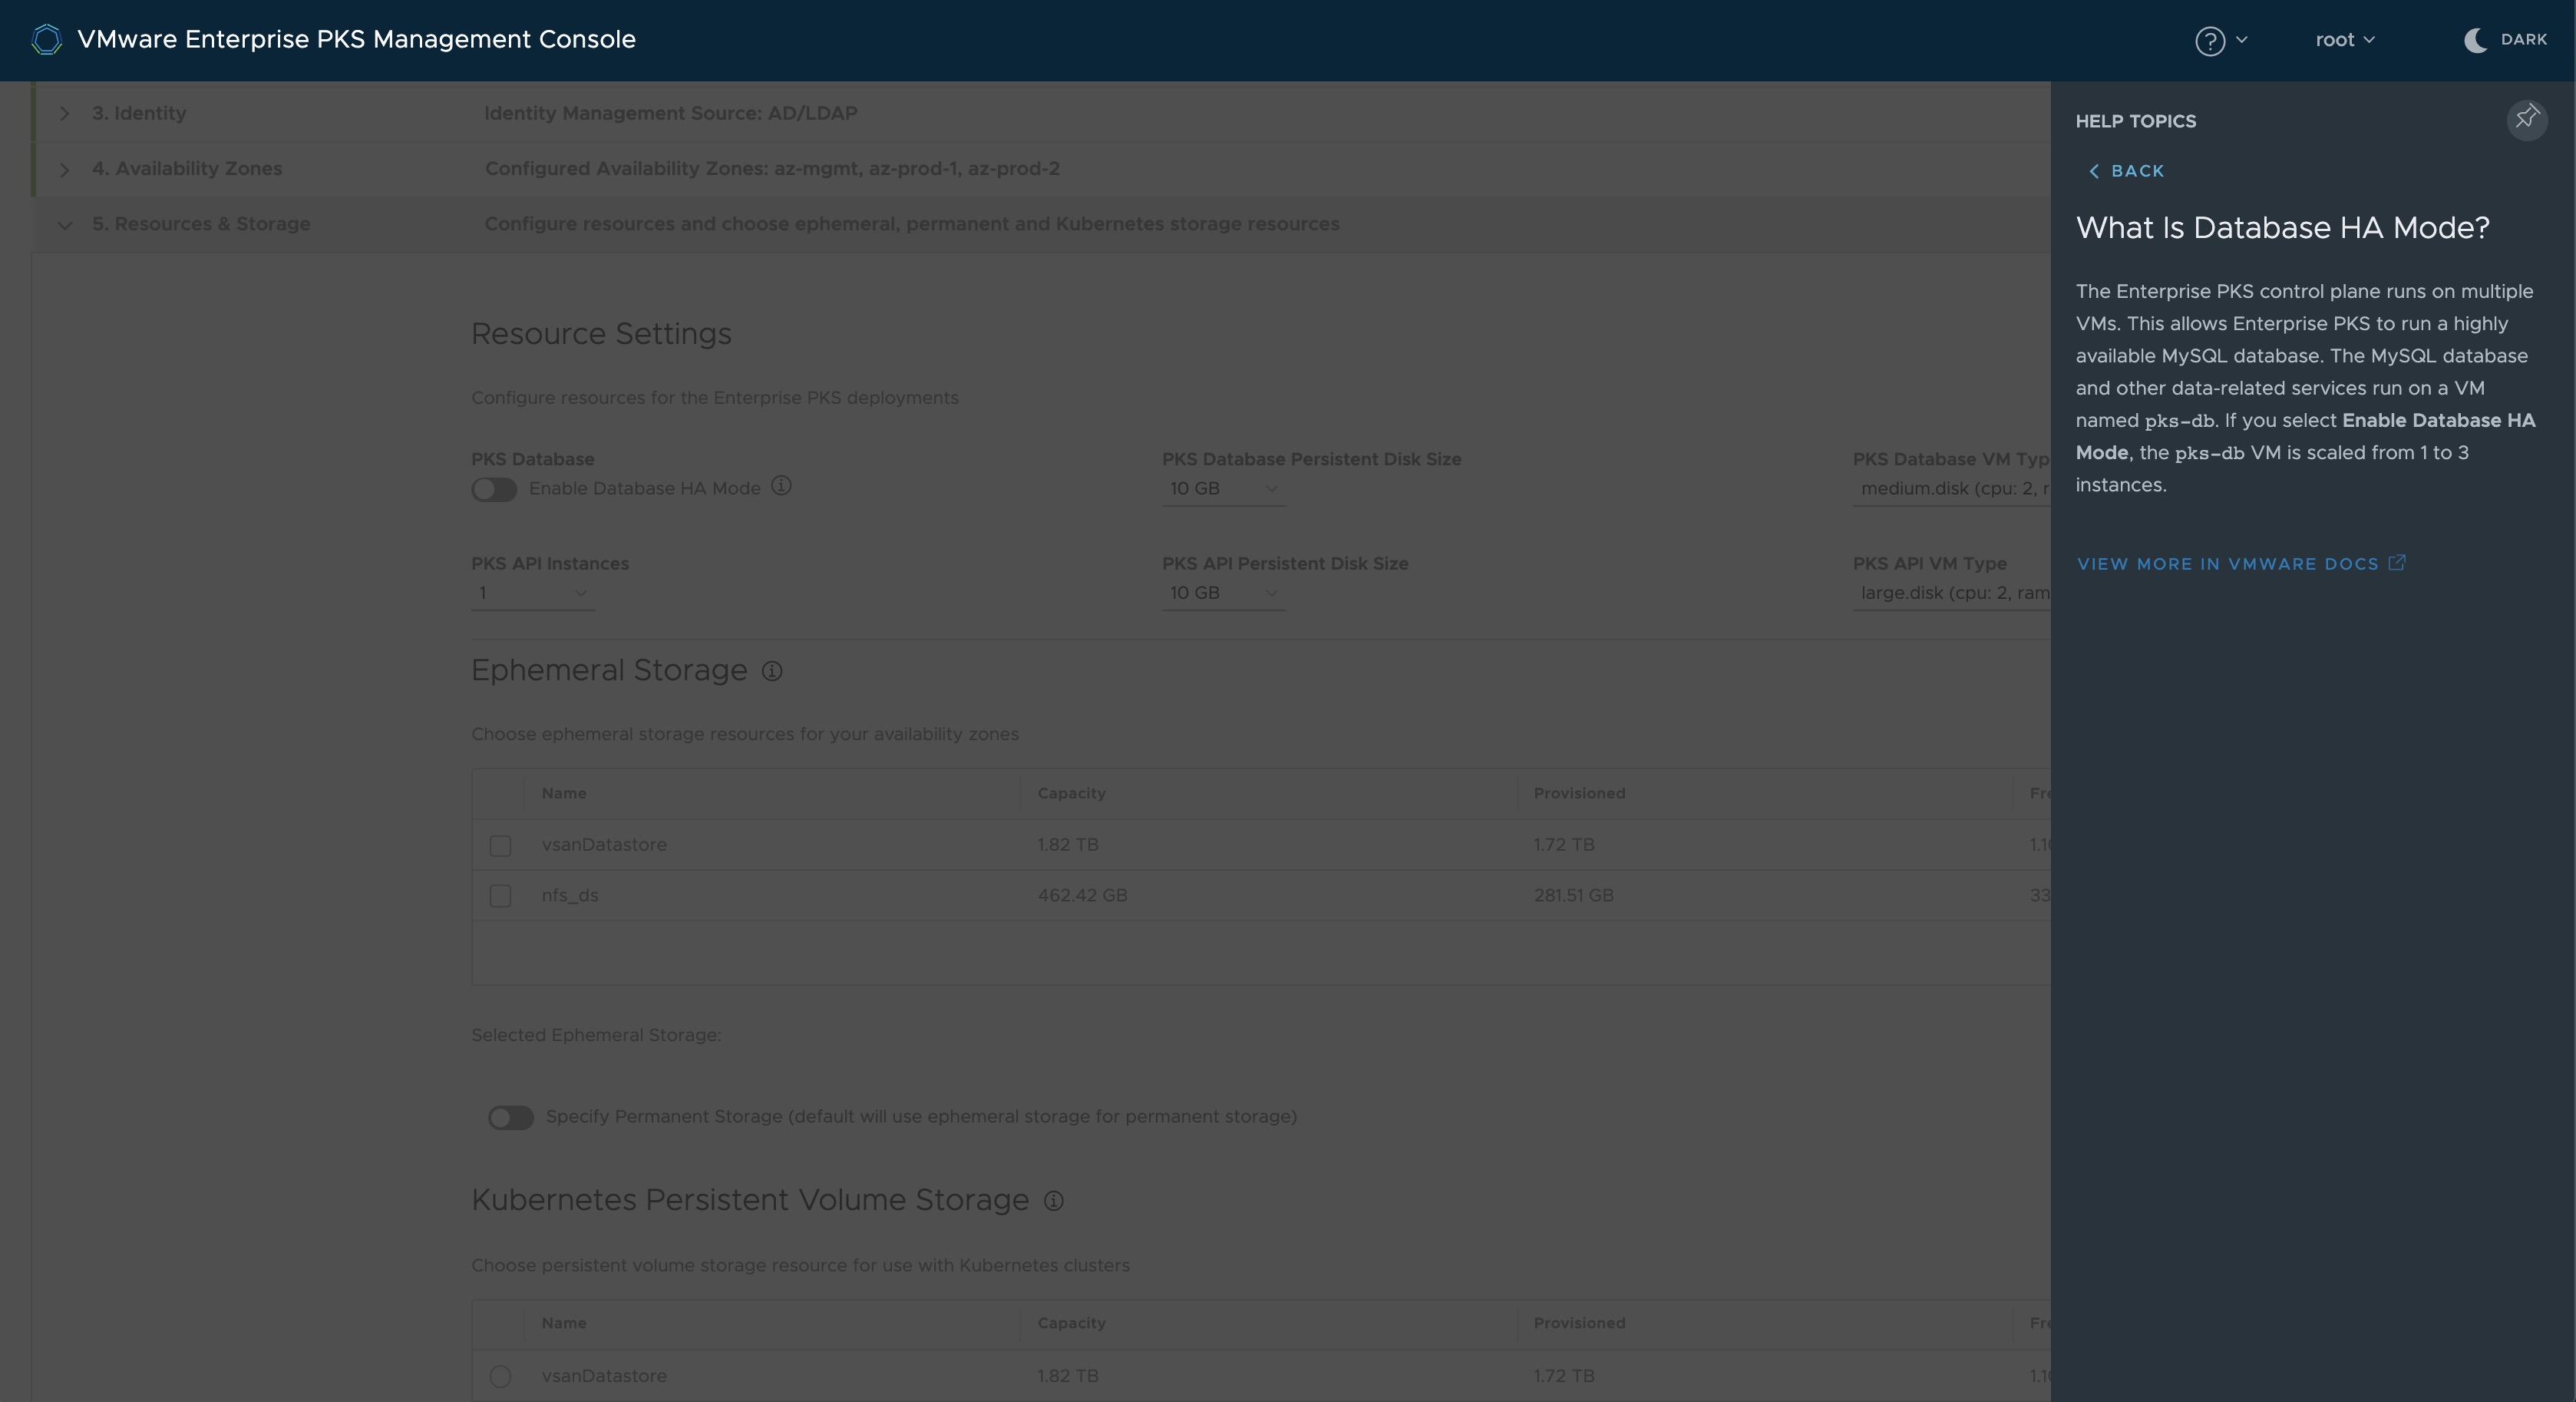 VMware Enterprise PKS Management Console
root
DARK
3. Identity
Identity Management Source: AD/LDAP
4. Availability Zones
Configured Availability Zones: az-mgmt, az-prod-1, az-prod-2
5. Resources & Storage
Configure resources and choose ephemeral, permanent and Kubernetes storage resources
Resource Settings
Configure resources for the Enterprise PKS deployments
PKS Database
Enable Database HA Mode
PKS Database Persistent Disk Size
10 GB
PKS Database VM Typ
medium.disk (cpu: 2, r
PKS API Instances
1
PKS API Persistent Disk Size
10 GB
PKS API VM Type
large.disk (cpu: 2, ram
Ephemeral Storage
Choose ephemeral storage resources for your availability zones
Name Capacity Provisioned Fre
vsanDatastore 1.82 TB 1.72 TB 1.1
nfs_ds 462.42 GB 281.51 GB 33
Selected Ephemeral Storage:
Specify Permanent Storage (default will use ephemeral storage for permanent storage)
Kubernetes Persistent Volume Storage
Choose persistent volume storage resource for use with Kubernetes clusters
Name Capacity Provisioned Fre
vsanDatastore 1.82 TB 1.72 TB 1.1
HELP TOPICS
BACK
What Is Database HA Mode?
The Enterprise PKS control plane runs on multiple
VMs. This allows Enterprise PKS to run a highly
available MySQL database. The MySQL database
and other data-related services run on a VM
named pks-db. If you select Enable Database HA
Mode, the pks-db VM is scaled from 1 to 3
instances.
VIEW MORE IN VMWARE DOCS